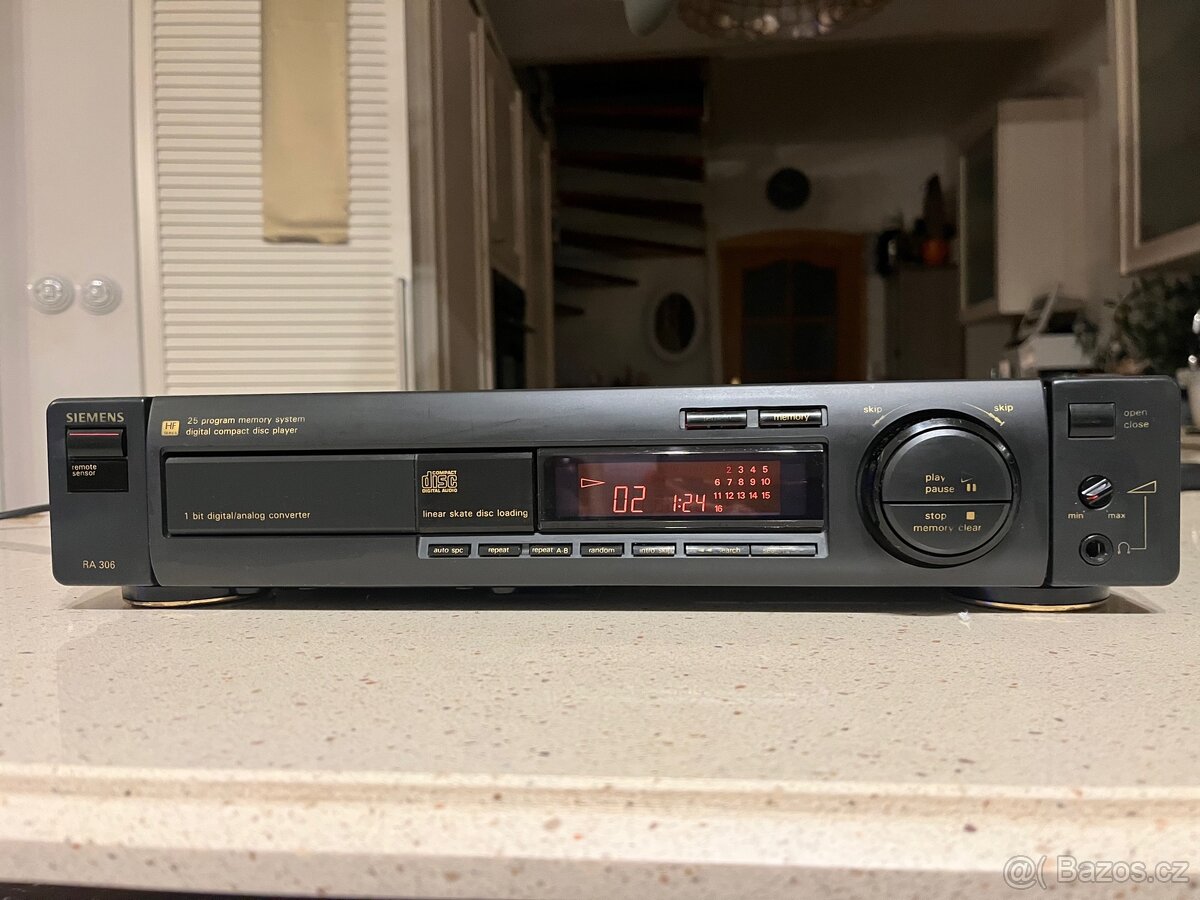 SIEMENS
remote
sensor
RA 306
HF
25 program memory system
digital compact disc player
1 bit digital/analog converter
COMPACT
disc
DIGITAL AUDIO
linear skate disc loading
02 1:24
2 3 4 5
6 7 8 9 10
11 12 13 14 15
16
memory
auto spc
repeat
repeat A-B
random
intro skip
search
skip
skip
play
pause
stop
memory clear
open
close
min
max
@( Bazos.cz